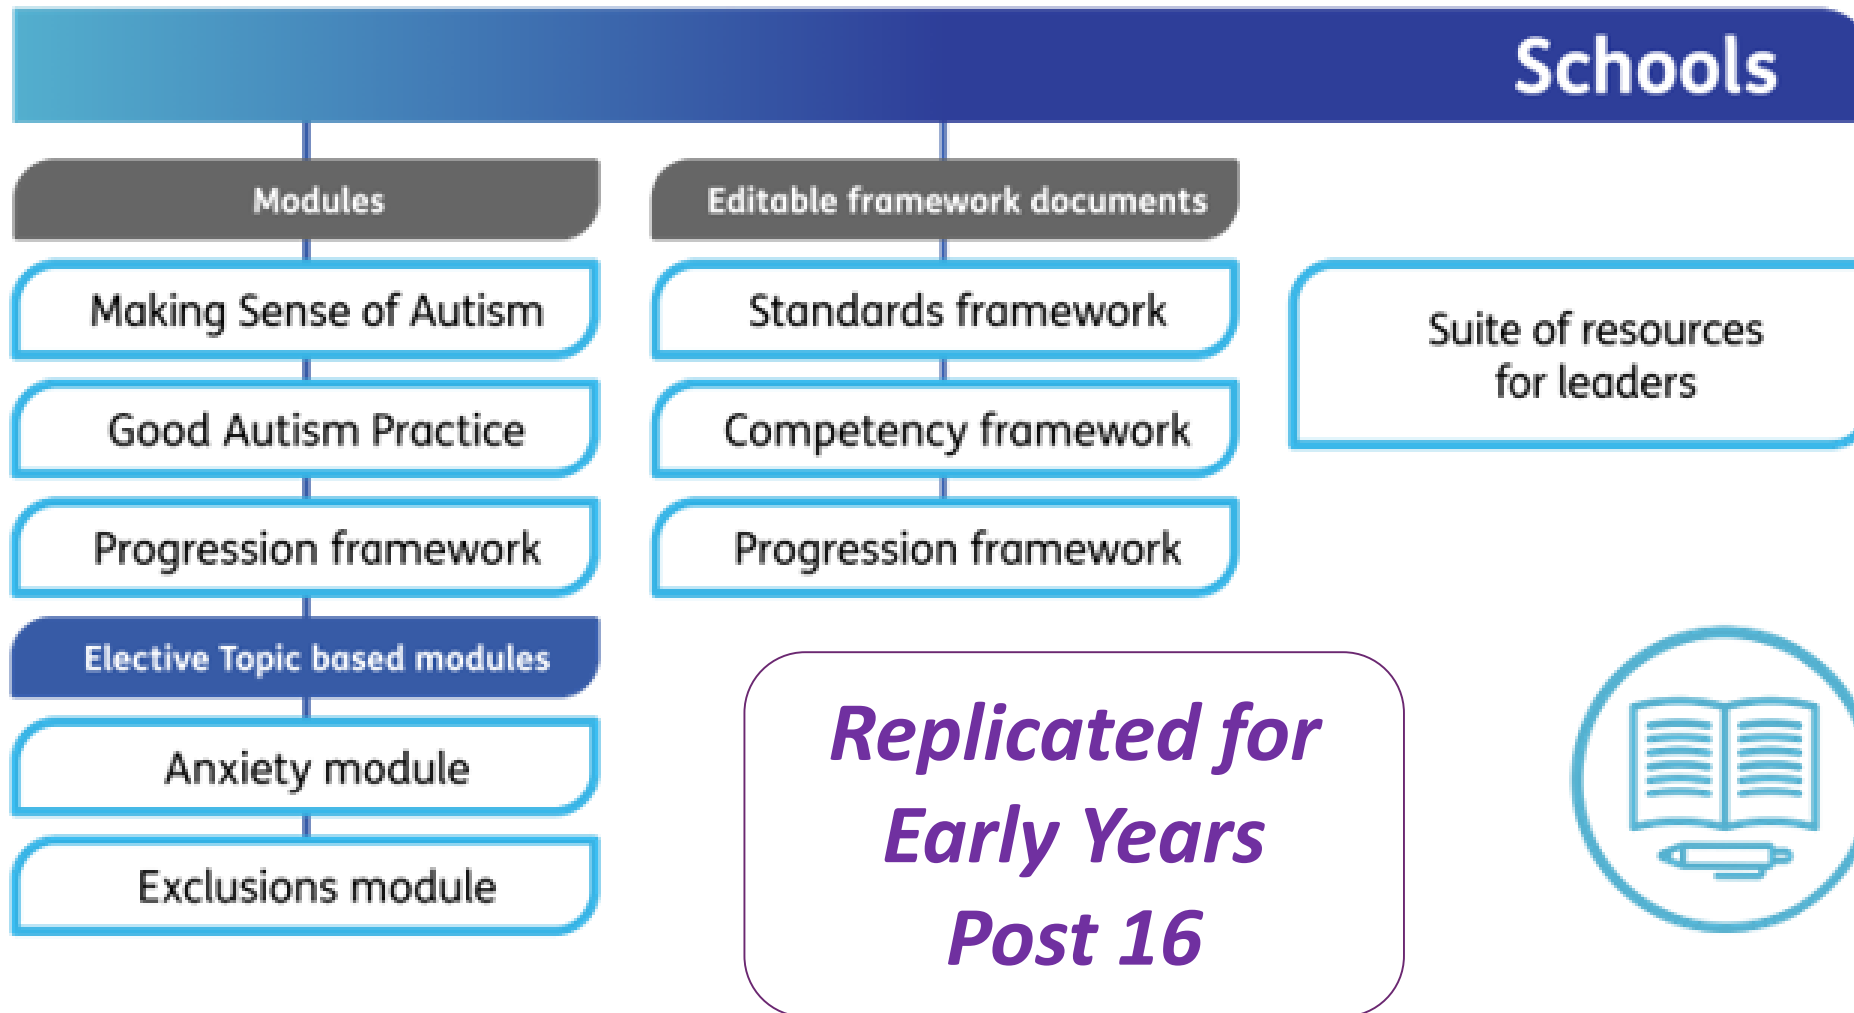 Schools
Modules
Making Sense of Autism
Good Autism Practice
Progression framework
Elective Topic based modules
Anxiety module
Exclusions module
Editable framework documents
Standards framework
Competency framework
Progression framework
Suite of resources
for leaders
Replicated for
Early Years
Post 16